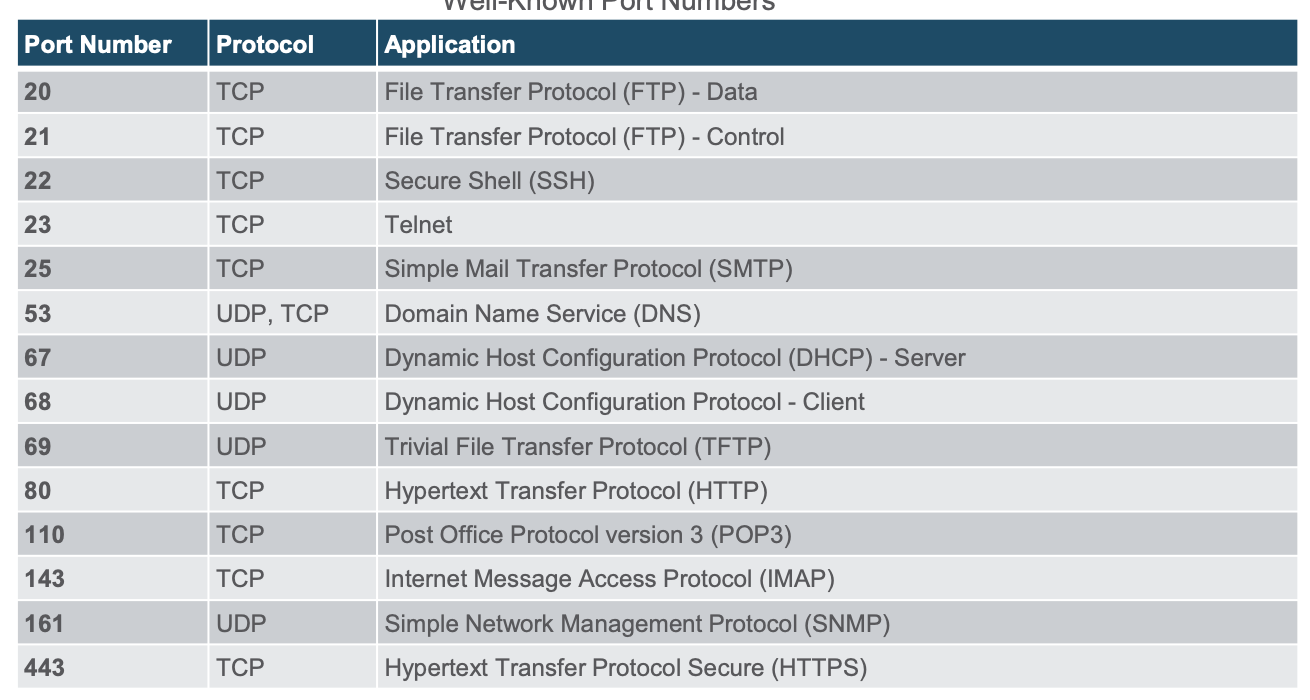 Well-Known Port Numbers
Port Number Protocol Application
20 TCP File Transfer Protocol (FTP) - Data
21 TCP File Transfer Protocol (FTP) - Control
22 TCP Secure Shell (SSH)
23 TCP Telnet
25 TCP Simple Mail Transfer Protocol (SMTP)
53 UDP, TCP Domain Name Service (DNS)
67 UDP Dynamic Host Configuration Protocol (DHCP) - Server
68 UDP Dynamic Host Configuration Protocol - Client
69 UDP Trivial File Transfer Protocol (TFTP)
80 TCP Hypertext Transfer Protocol (HTTP)
110 TCP Post Office Protocol version 3 (POP3)
143 TCP Internet Message Access Protocol (IMAP)
161 UDP Simple Network Management Protocol (SNMP)
443 TCP Hypertext Transfer Protocol Secure (HTTPS)